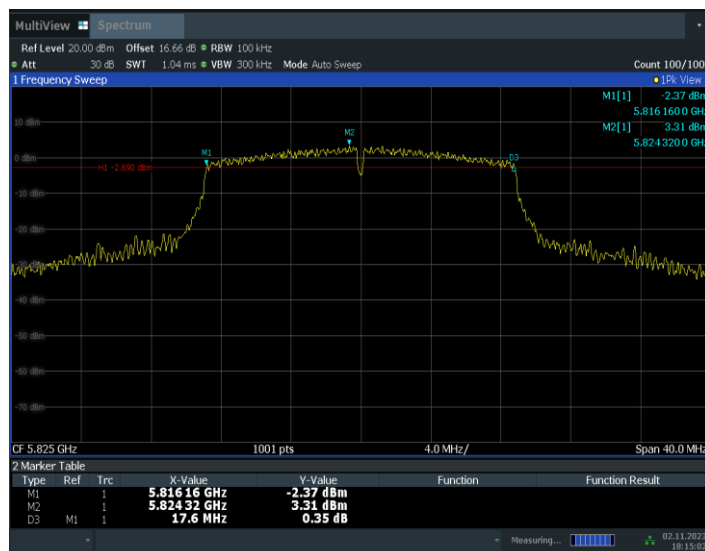 MultiView Spectrum
Ref Level 20.00 dBm Offset 16.66 dB RBW 100 kHz
Att 30 dB SWT 1.04 ms VBW 300 kHz Mode Auto Sweep Count 100/100
1 Frequency Sweep 1Pk View
M1[1] -2.37 dBm
5.816 160 0 GHz
10 dBm M2[1] 3.31 dBm
M2 5.824 320 0 GHz
M1
0 dBm D3
H1 -2.690 dBm
-10 dBm
-20 dBm
-30 dBm
-40 dBm
-50 dBm
-60 dBm
-70 dBm
CF 5.825 GHz 1001 pts 4.0 MHz/ Span 40.0 MHz
2 Marker Table
Type Ref Trc X-Value Y-Value Function Function Result
M1 1 5.816 16 GHz -2.37 dBm
M2 1 5.824 32 GHz 3.31 dBm
D3 M1 1 17.6 MHz 0.35 dB
Measuring... 02.11.2023
18:15:02